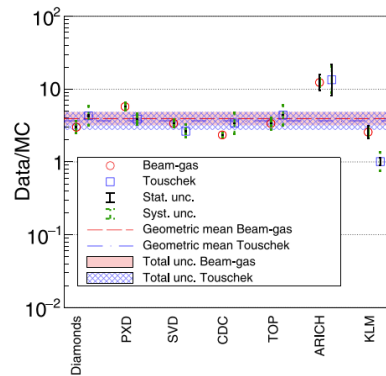 10²
10
1
10⁻¹
10⁻²
Data/MC
Beam-gas
Touschek
Stat. unc.
Syst. unc.
Geometric mean Beam-gas
Geometric mean Touschek
Total unc. Beam-gas
Total unc. Touschek
Diamonds
PXD
SVD
CDC
TOP
ARICH
KLM